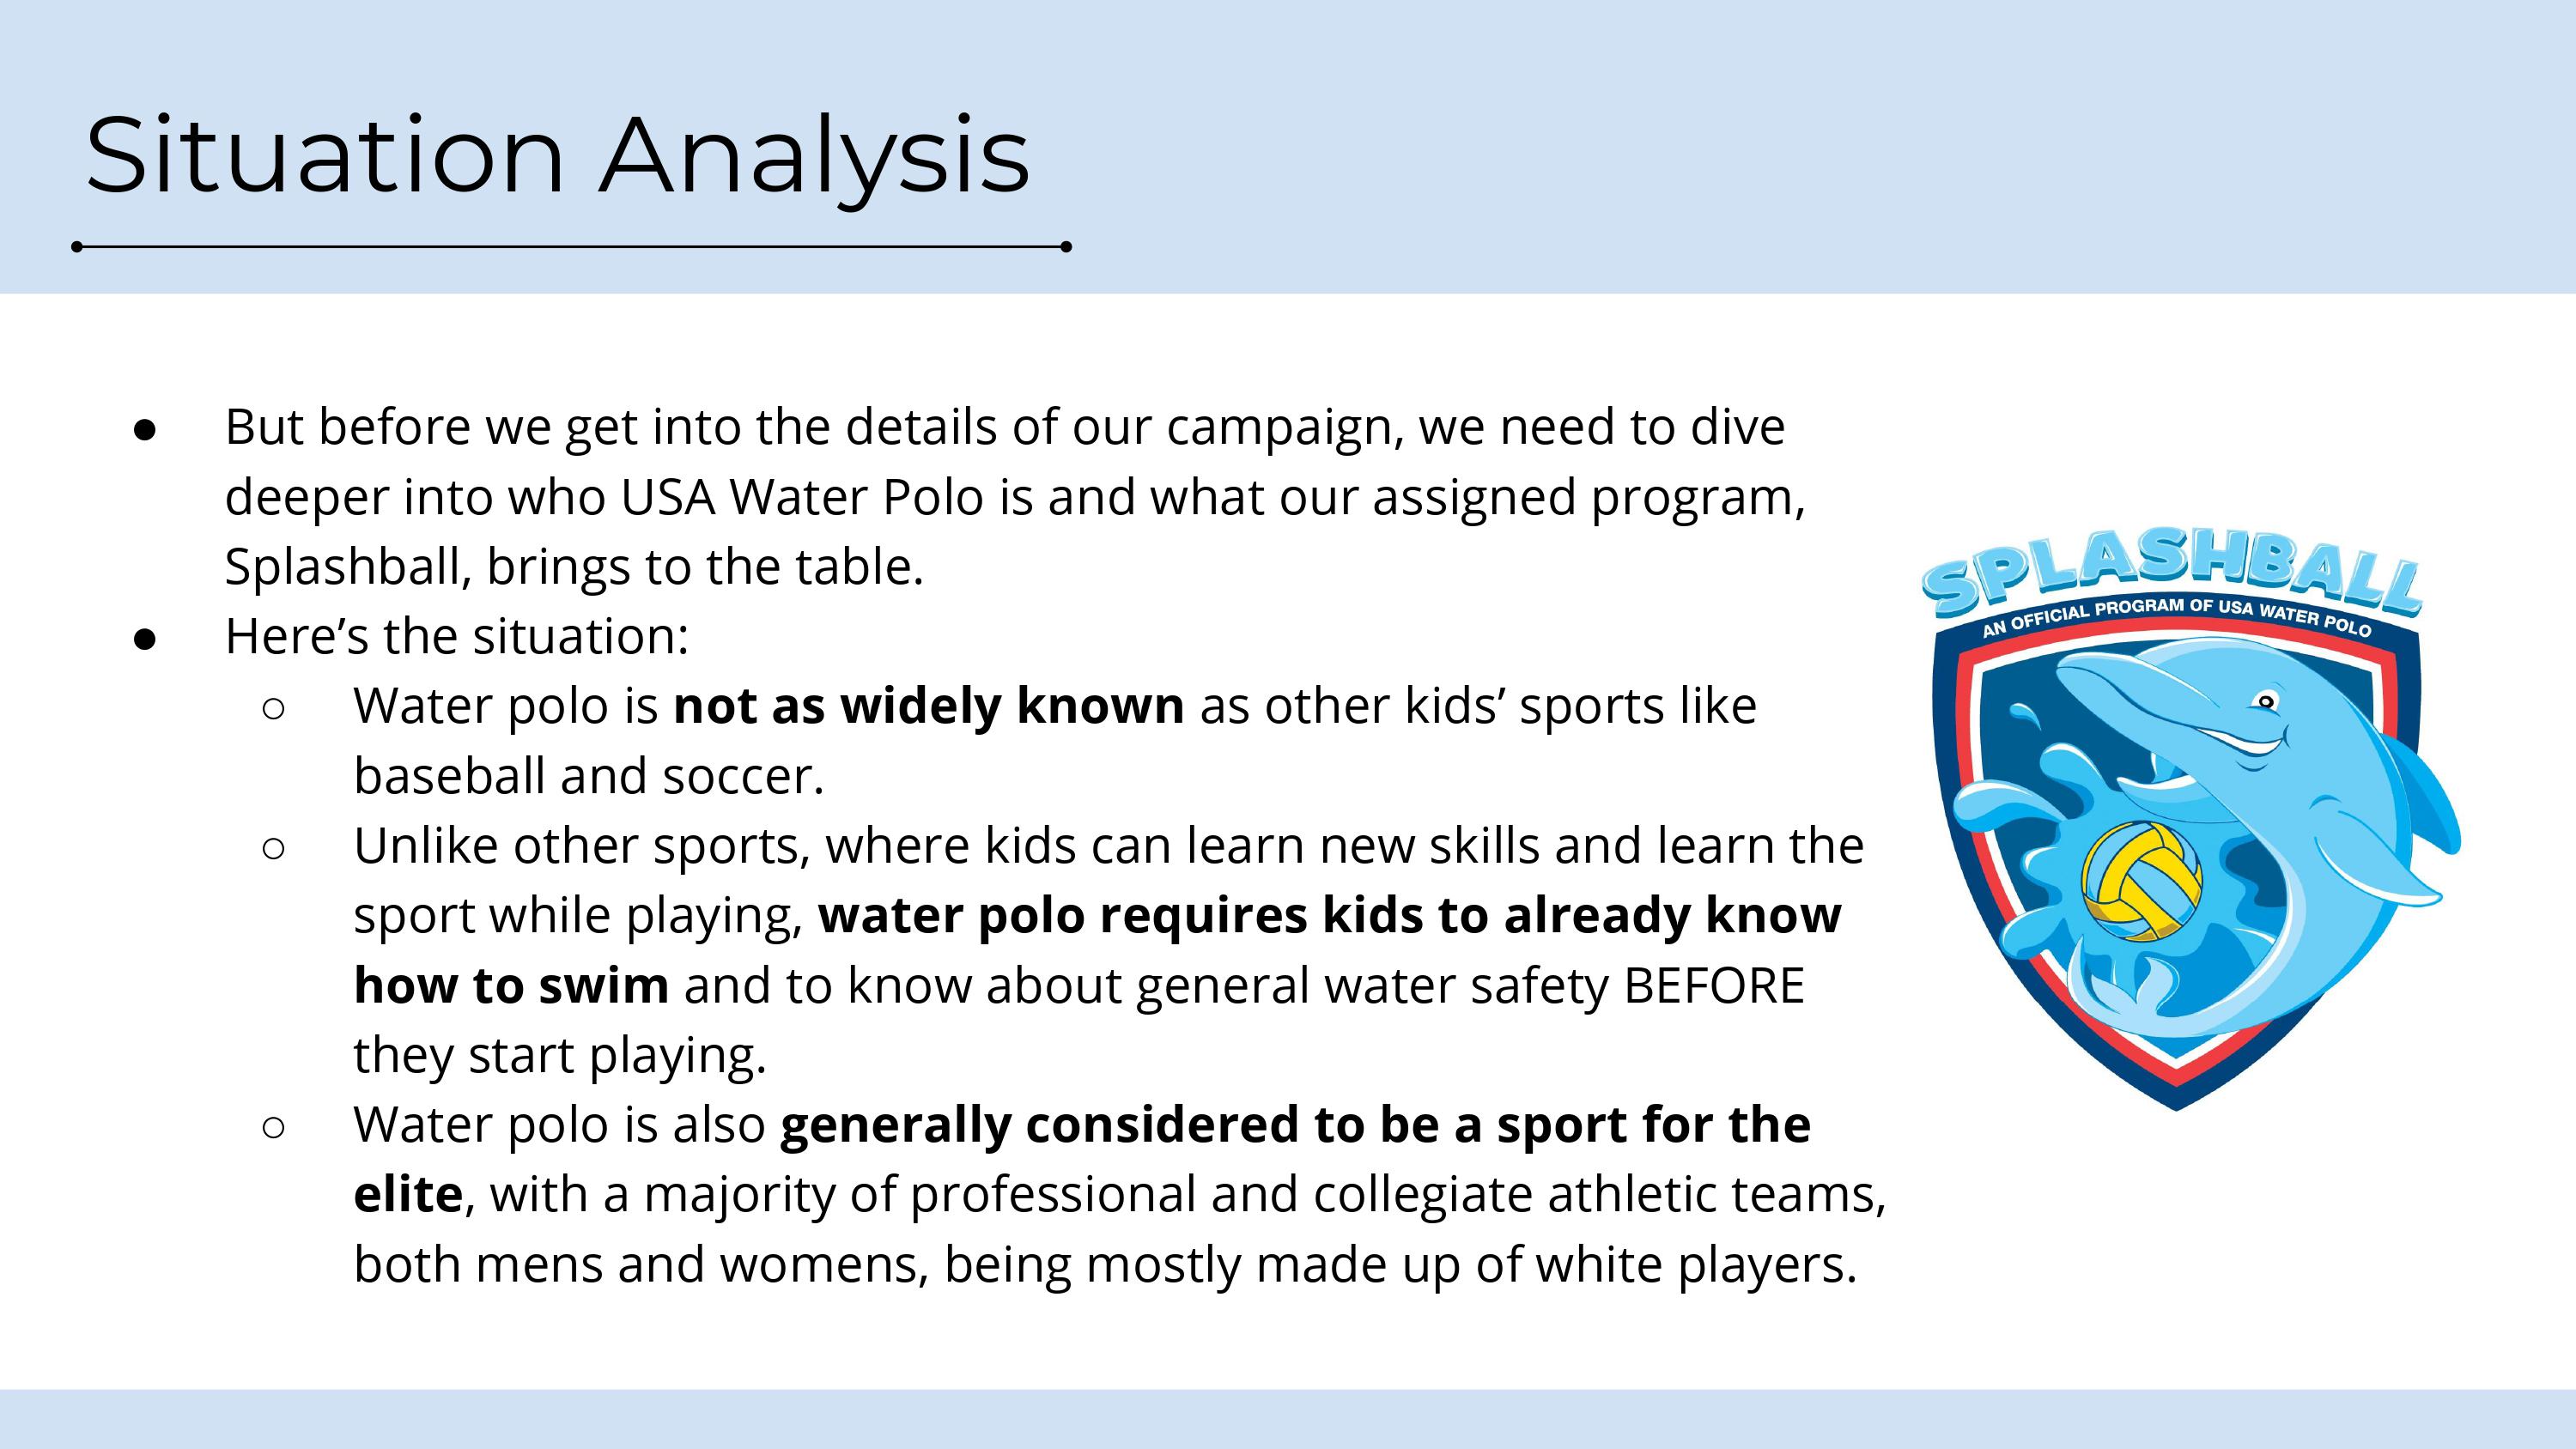 Situation Analysis
● But before we get into the details of our campaign, we need to dive
deeper into who USA Water Polo is and what our assigned program,
Splashball, brings to the table.
● Here’s the situation:
○ Water polo is not as widely known as other kids’ sports like
baseball and soccer.
○ Unlike other sports, where kids can learn new skills and learn the
sport while playing, water polo requires kids to already know
how to swim and to know about general water safety BEFORE
they start playing.
○ Water polo is also generally considered to be a sport for the
elite, with a majority of professional and collegiate athletic teams,
both mens and womens, being mostly made up of white players.
SPLASHBALL
AN OFFICIAL PROGRAM OF USA WATER POLO